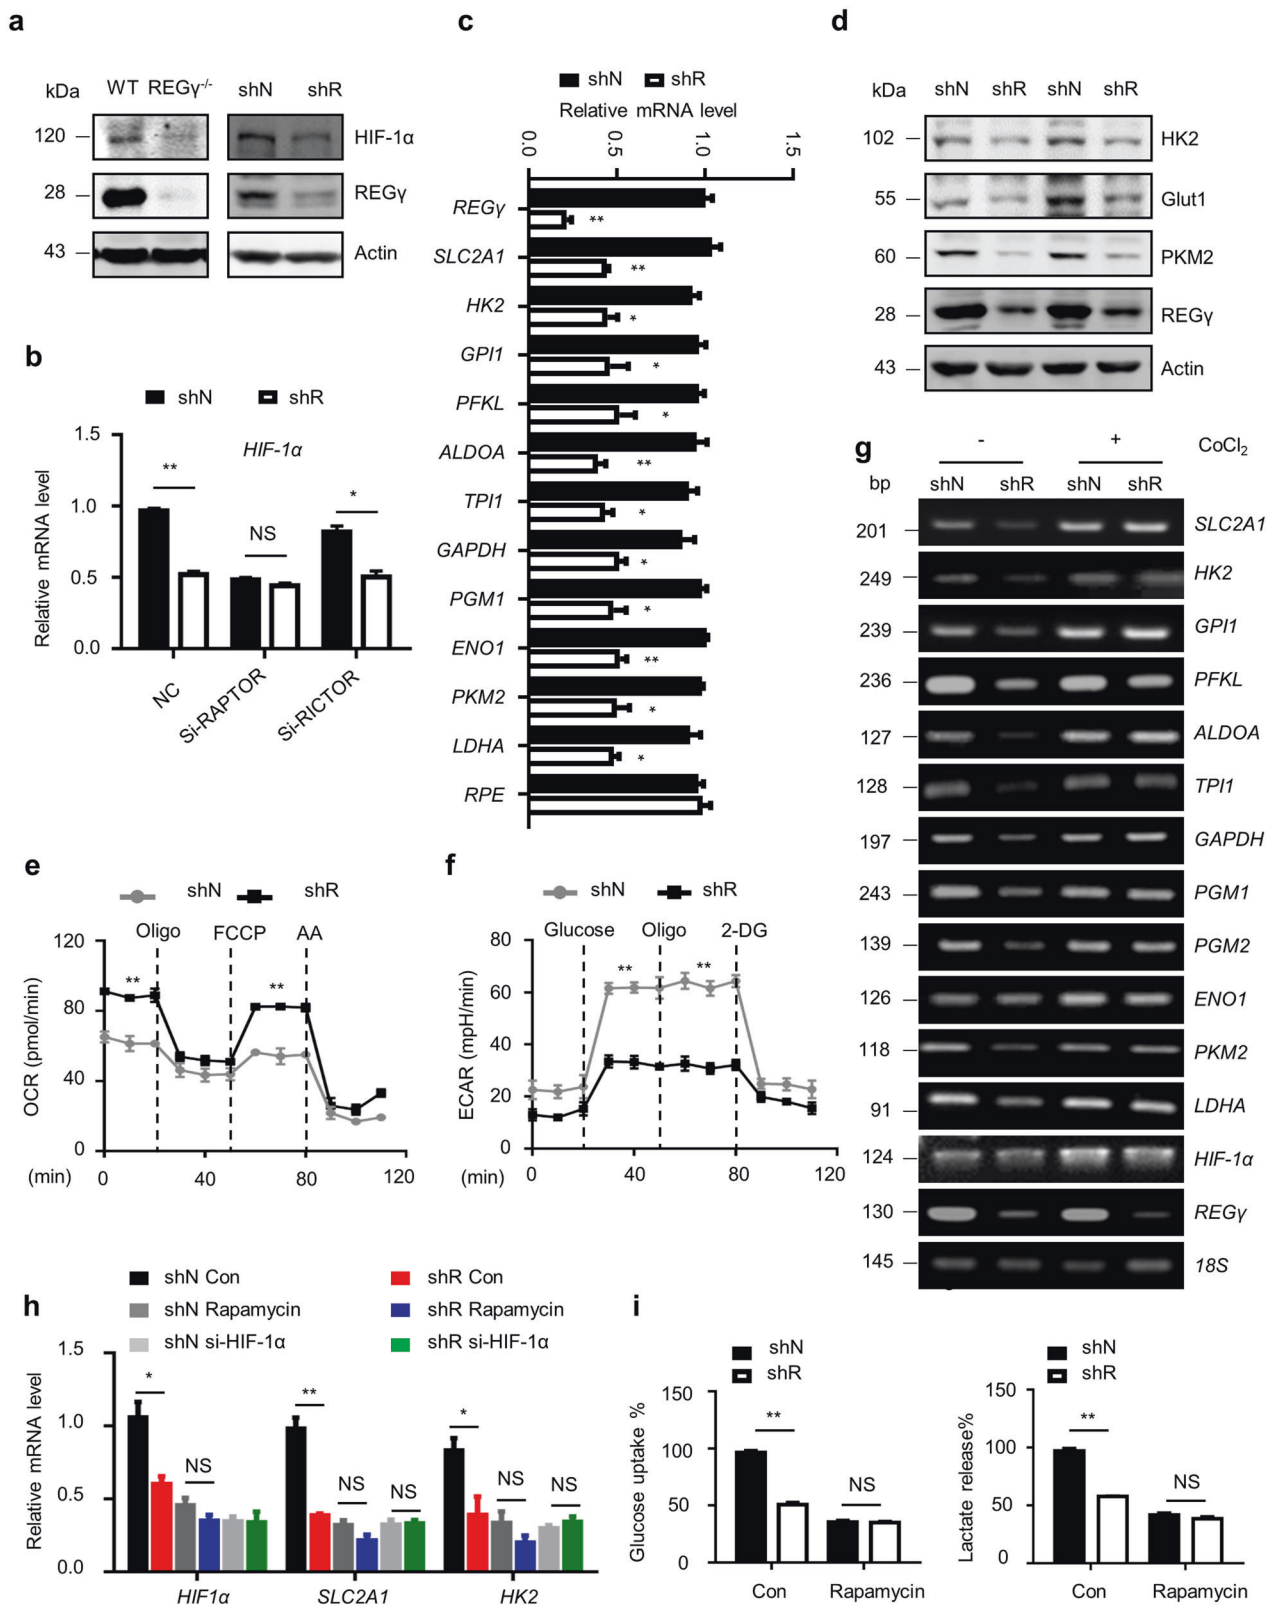 a
kDa
WT REGγ-/- shN shR
120 HIF-1α
28 REGγ
43 Actin
b
shN shR
HIF-1α
Relative mRNA level
1.5
1.0
0.5
0.0
** NS *
NC Si-RAPTOR Si-RICTOR
c
shN shR
Relative mRNA level
0.0 0.5 1.0 1.5
REGγ **
SLC2A1 **
HK2 *
GPI1 *
PFKL *
ALDOA **
TPI1 *
GAPDH *
PGM1 *
ENO1 **
PKM2 *
LDHA *
RPE
d
kDa shN shR shN shR
102 HK2
55 Glut1
60 PKM2
28 REGγ
43 Actin
e
shN shR
Oligo FCCP AA
OCR (pmol/min)
120
80
40
0
** **
(min) 0 40 80 120
f
shN shR
Glucose Oligo 2-DG
ECAR (mpH/min)
80
60
40
20
0
** **
(min) 0 40 80 120
g
- + CoCl2
bp shN shR shN shR
201 SLC2A1
249 HK2
239 GPI1
236 PFKL
127 ALDOA
128 TPI1
197 GAPDH
243 PGM1
139 PGM2
126 ENO1
118 PKM2
91 LDHA
124 HIF-1α
130 REGγ
145 18S
h
shN Con shR Con
shN Rapamycin shR Rapamycin
shN si-HIF-1α shR si-HIF-1α
Relative mRNA level
1.5
1.0
0.5
0.0
* NS ** NS NS * NS NS
HIF1α SLC2A1 HK2
i
shN
shR
Glucose uptake %
150
100
50
0
** NS
Con Rapamycin
shN
shR
Lactate release%
150
100
50
0
** NS
Con Rapamycin